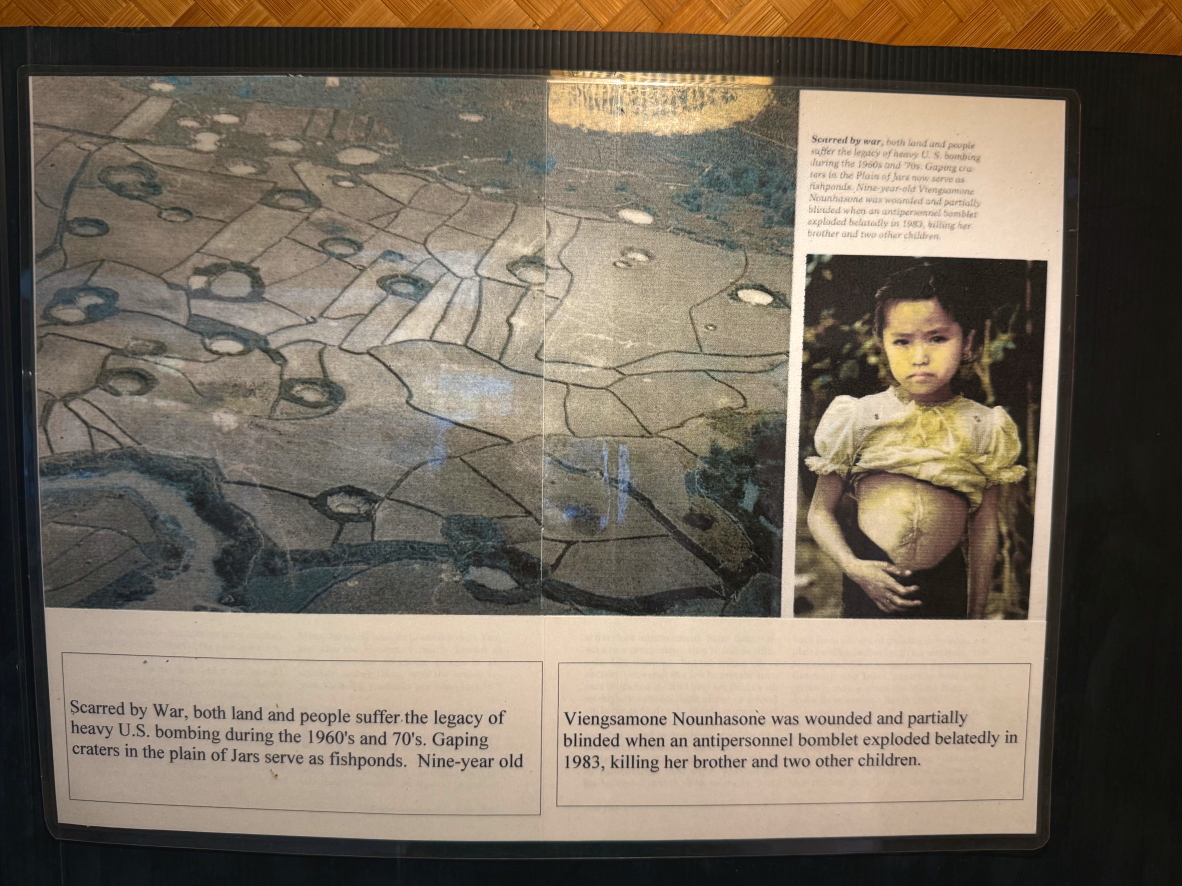 Scarred by war, both land and people
suffer the legacy of heavy U. S. bombing
during the 1960s and '70s. Gaping cra-
ters in the Plain of Jars now serve as
fishponds. Nine-year-old Viengsamone
Nounhasone was wounded and partially
blinded when an antipersonnel bomblet
exploded belatedly in 1983, killing her
brother and two other children.
Scarred by War, both land and people suffer the legacy of
heavy U.S. bombing during the 1960's and 70's. Gaping
craters in the plain of Jars serve as fishponds. Nine-year old
Viengsamone Nounhasone was wounded and partially
blinded when an antipersonnel bomblet exploded belatedly in
1983, killing her brother and two other children.